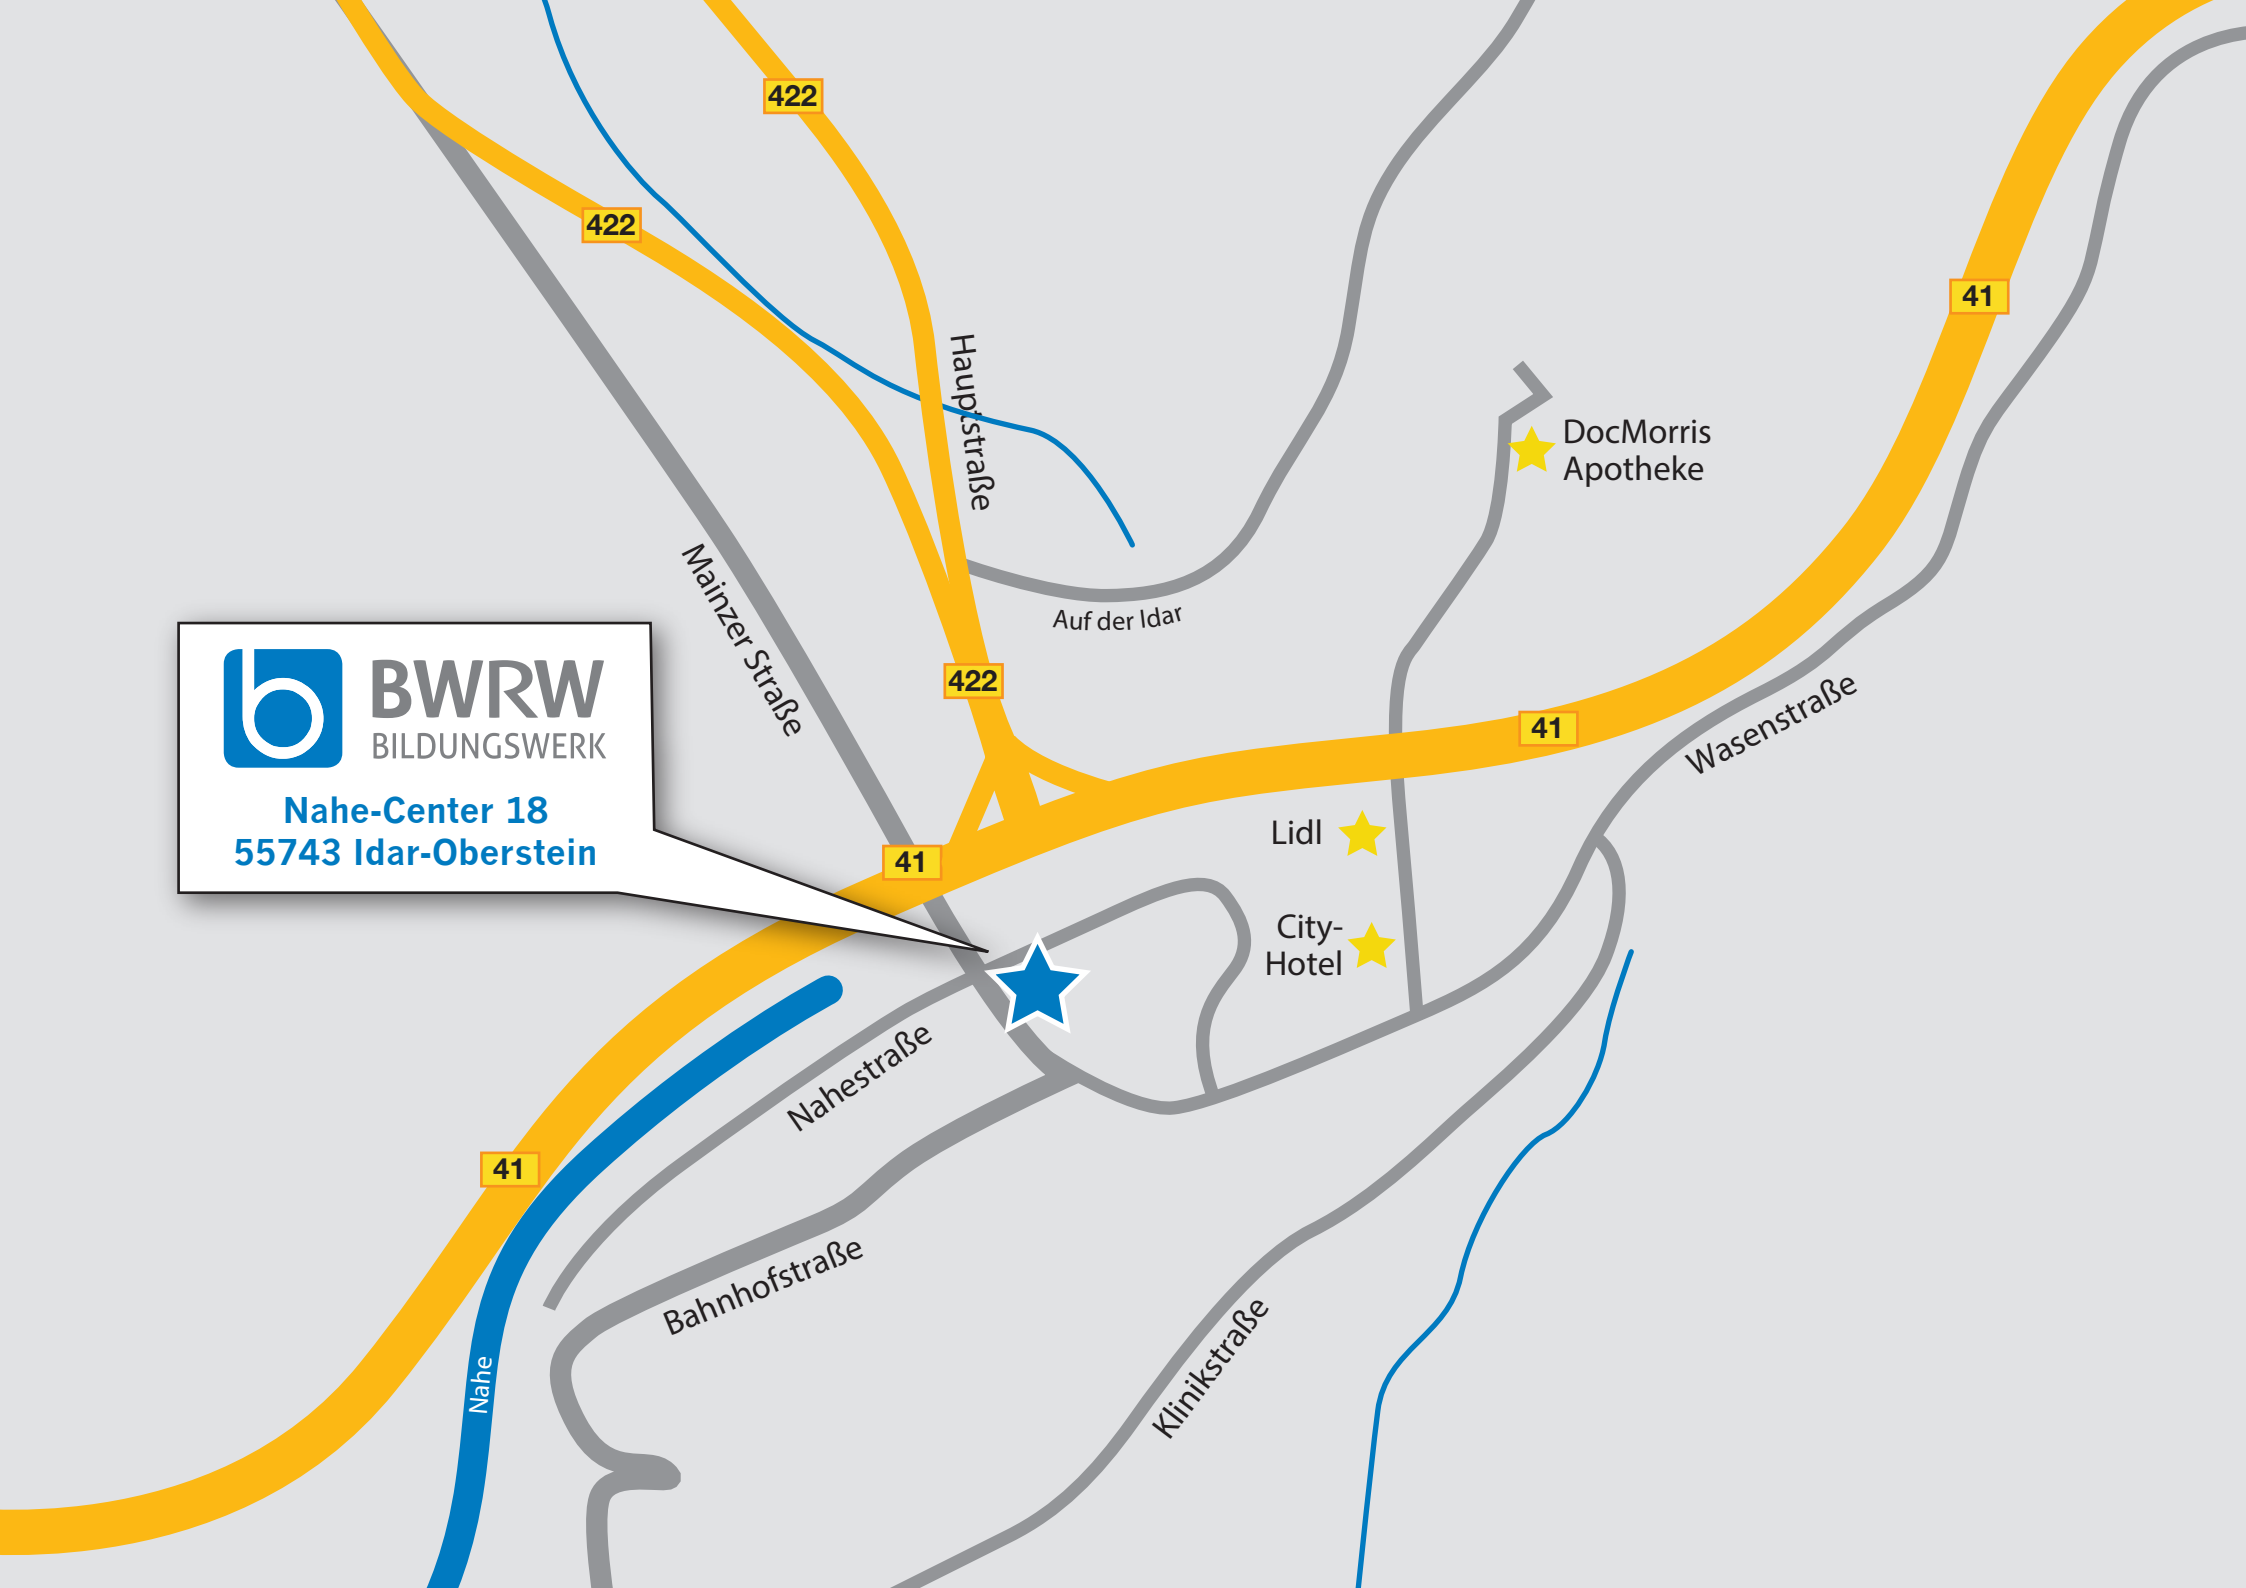 422
422
41
Hauptstraße
DocMorris
Apotheke
Mainzer Straße
Auf der Idar
BWRW
BILDUNGSWERK
Nahe-Center 18
55743 Idar-Oberstein
422
41
Wasenstraße
Lidl
41
City-
Hotel
Nahestraße
41
Bahnhofstraße
Nahe
Klinikstraße